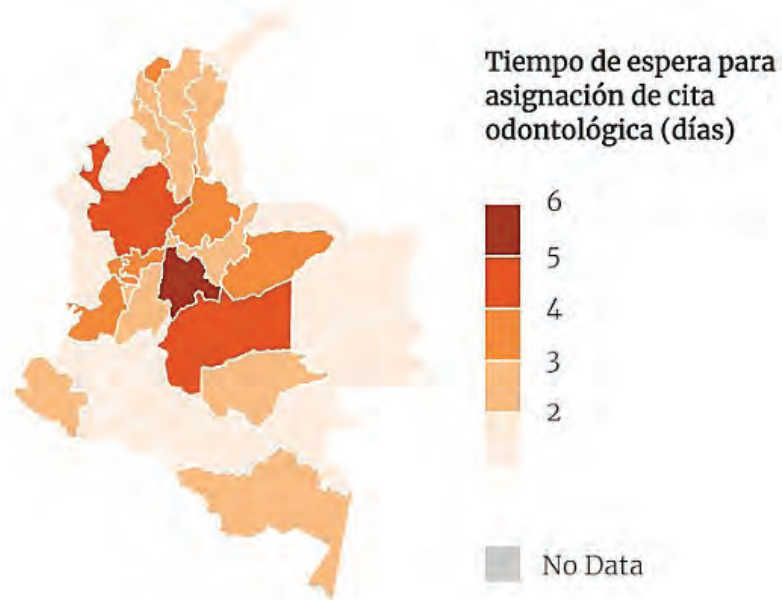 Tiempo de espera para
asignación de cita
odontológica (días)
6
5
4
3
2
No Data